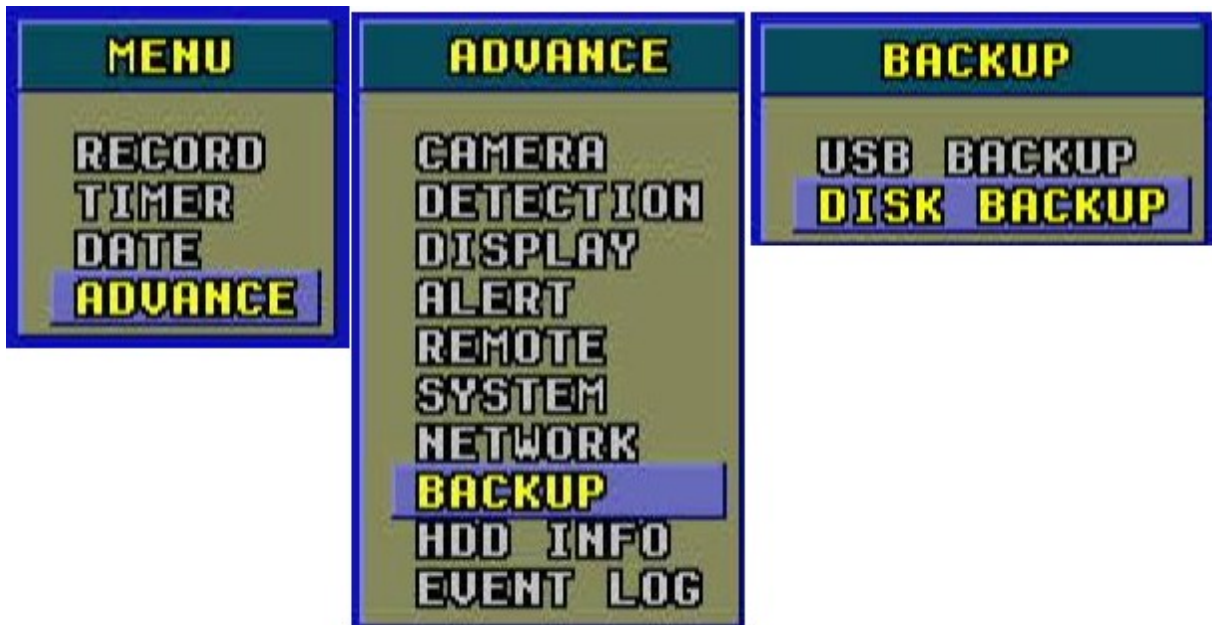 MENU
RECORD
TIMER
DATE
ADVANCE
ADVANCE
CAMERA
DETECTION
DISPLAY
ALERT
REMOTE
SYSTEM
NETWORK
BACKUP
HDD INFO
EVENT LOG
BACKUP
USB BACKUP
DISK BACKUP